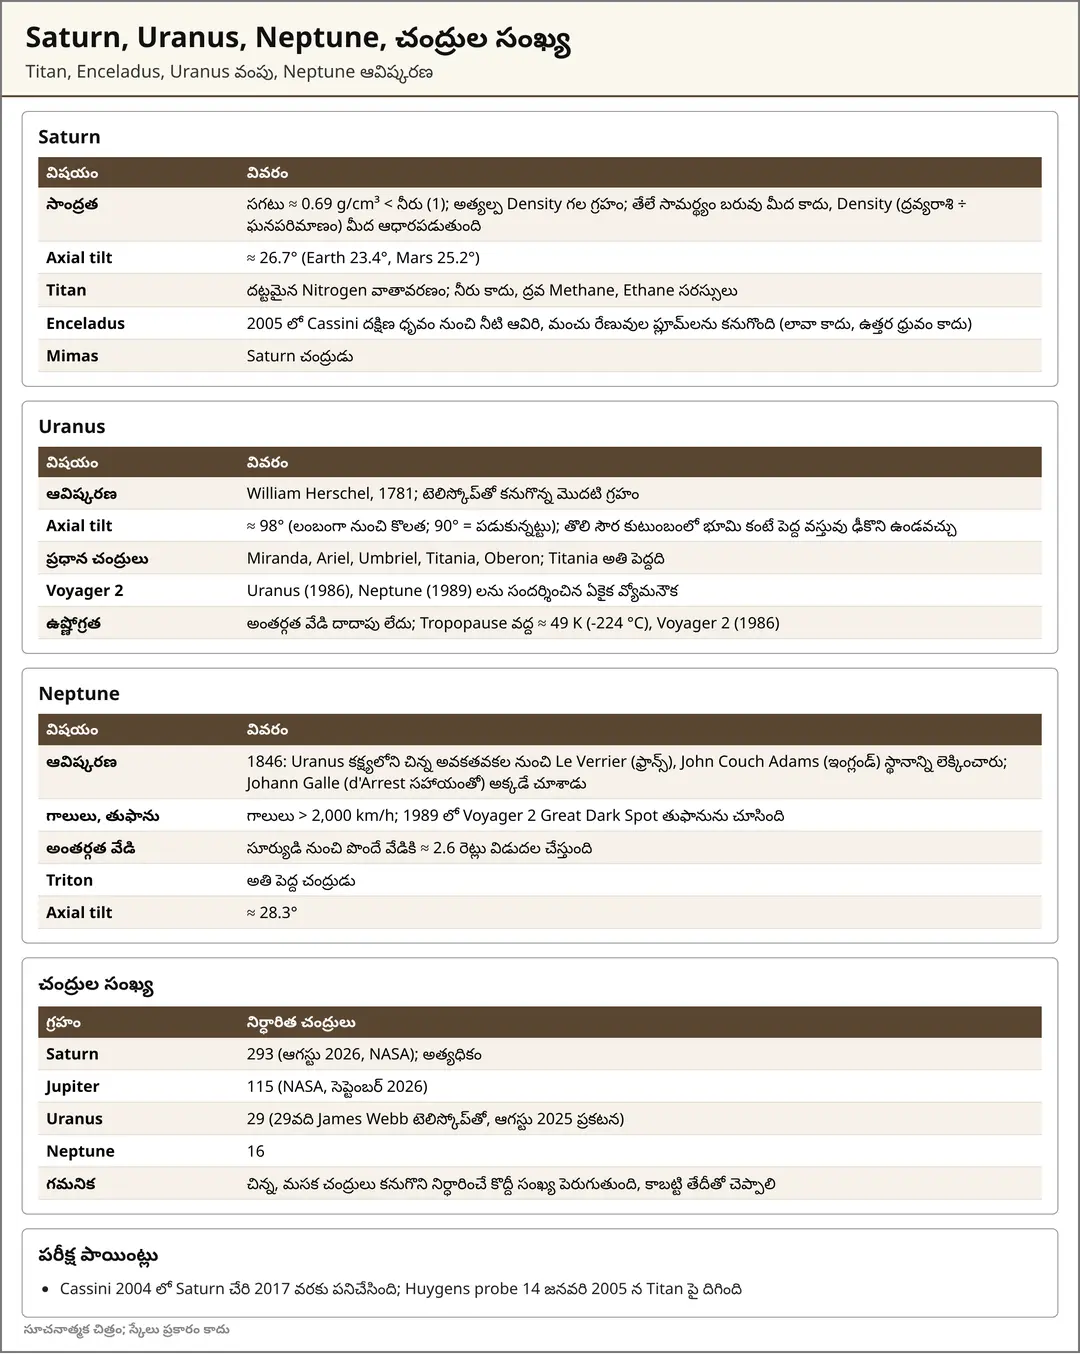 Saturn, Uranus, Neptune, చంద్రుల సంఖ్య
Titan, Enceladus, Uranus వంపు, Neptune ఆవిష్కరణ
Saturn
విషయం వివరం
సాంద్రత సగటు ≈ 0.69 g/cm³ < నీరు (1); అత్యల్ప Density గల గ్రహం; తేలే సామర్థ్యం బరువు మీద కాదు, Density (ద్రవ్యరాశి ÷
ఘనపరిమాణం) మీద ఆధారపడుతుంది
Axial tilt ≈ 26.7° (Earth 23.4°, Mars 25.2°)
Titan దట్టమైన Nitrogen వాతావరణం; నీరు కాదు, ద్రవ Methane, Ethane సరస్సులు
Enceladus 2005 లో Cassini దక్షిణ ధృవం నుంచి నీటి ఆవిరి, మంచు రేణువుల ప్లూమ్‌లను కనుగొంది (లావా కాదు, ఉత్తర ధ్రువం కాదు)
Mimas Saturn చంద్రుడు
Uranus
విషయం వివరం
ఆవిష్కరణ William Herschel, 1781; టెలిస్కోప్‌తో కనుగొన్న మొదటి గ్రహం
Axial tilt ≈ 98° (లంబంగా నుంచి కొలత; 90° = పడుకున్నట్టు); తొలి సౌర కుటుంబంలో భూమి కంటే పెద్ద వస్తువు ఢీకొని ఉండవచ్చు
ప్రధాన చంద్రులు Miranda, Ariel, Umbriel, Titania, Oberon; Titania అతి పెద్దది
Voyager 2 Uranus (1986), Neptune (1989) లను సందర్శించిన ఏకైక వ్యోమనౌక
ఉష్ణోగ్రత అంతర్గత వేడి దాదాపు లేదు; Tropopause వద్ద ≈ 49 K (-224 °C), Voyager 2 (1986)
Neptune
విషయం వివరం
ఆవిష్కరణ 1846: Uranus కక్ష్యలోని చిన్న అవకతవకల నుంచి Le Verrier (ఫ్రాన్స్), John Couch Adams (ఇంగ్లండ్) స్థానాన్ని లెక్కించారు;
Johann Galle (d'Arrest సహాయంతో) అక్కడే చూశాడు
గాలులు, తుఫాను గాలులు > 2,000 km/h; 1989 లో Voyager 2 Great Dark Spot తుఫానును చూసింది
అంతర్గత వేడి సూర్యుడి నుంచి పొందే వేడికి ≈ 2.6 రెట్లు విడుదల చేస్తుంది
Triton అతి పెద్ద చంద్రుడు
Axial tilt ≈ 28.3°
చంద్రుల సంఖ్య
గ్రహం నిర్ధారిత చంద్రులు
Saturn 293 (ఆగస్టు 2026, NASA); అత్యధికం
Jupiter 115 (NASA, సెప్టెంబర్ 2026)
Uranus 29 (29వది James Webb టెలిస్కోప్‌తో, ఆగస్టు 2025 ప్రకటన)
Neptune 16
గమనిక చిన్న, మసక చంద్రులు కనుగొని నిర్ధారించే కొద్దీ సంఖ్య పెరుగుతుంది, కాబట్టి తేదీతో చెప్పాలి
పరీక్ష పాయింట్లు
• Cassini 2004 లో Saturn చేరి 2017 వరకు పనిచేసింది; Huygens probe 14 జనవరి 2005 న Titan పై దిగింది
సూచనాత్మక చిత్రం; స్కేలు ప్రకారం కాదు